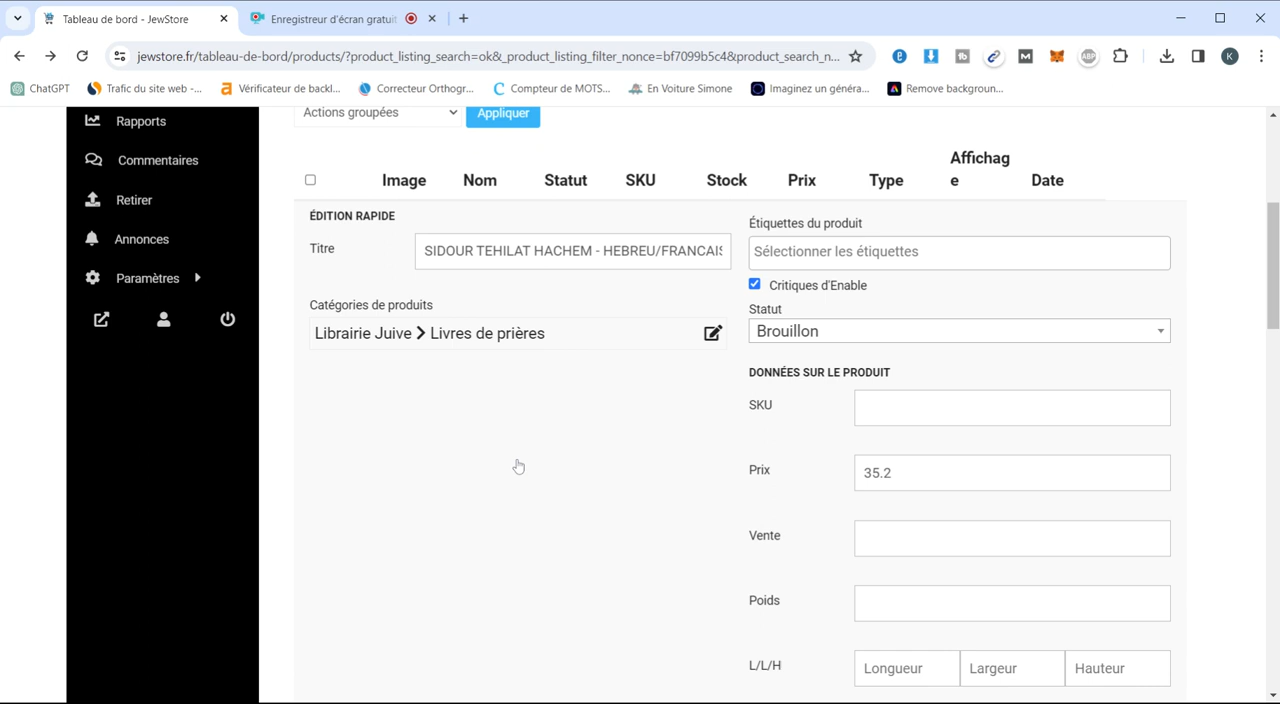 Tableau de bord - JewStore
Enregistreur d'écran gratuit
jewstore.fr/tableau-de-bord/products/?product_listing_search=ok&_product_listing_filter_nonce=bf7099b5c4&product_search_n...
K
ChatGPT
Trafic du site web -...
Vérificateur de backl...
Correcteur Orthogr...
Compteur de MOTS...
En Voiture Simone
Imaginez un généra...
Remove backgroun...
Rapports
Commentaires
Retirer
Annonces
Paramètres
Actions groupées
Appliquer
Image Nom Statut SKU Stock Prix Type Affichag
e Date
ÉDITION RAPIDE
Titre
SIDOUR TEHILAT HACHEM - HEBREU/FRANCAIS
Catégories de produits
Librairie Juive > Livres de prières
Étiquettes du produit
Sélectionner les étiquettes
Critiques d'Enable
Statut
Brouillon
DONNÉES SUR LE PRODUIT
SKU
Prix
35.2
Vente
Poids
L/L/H
Longueur Largeur Hauteur